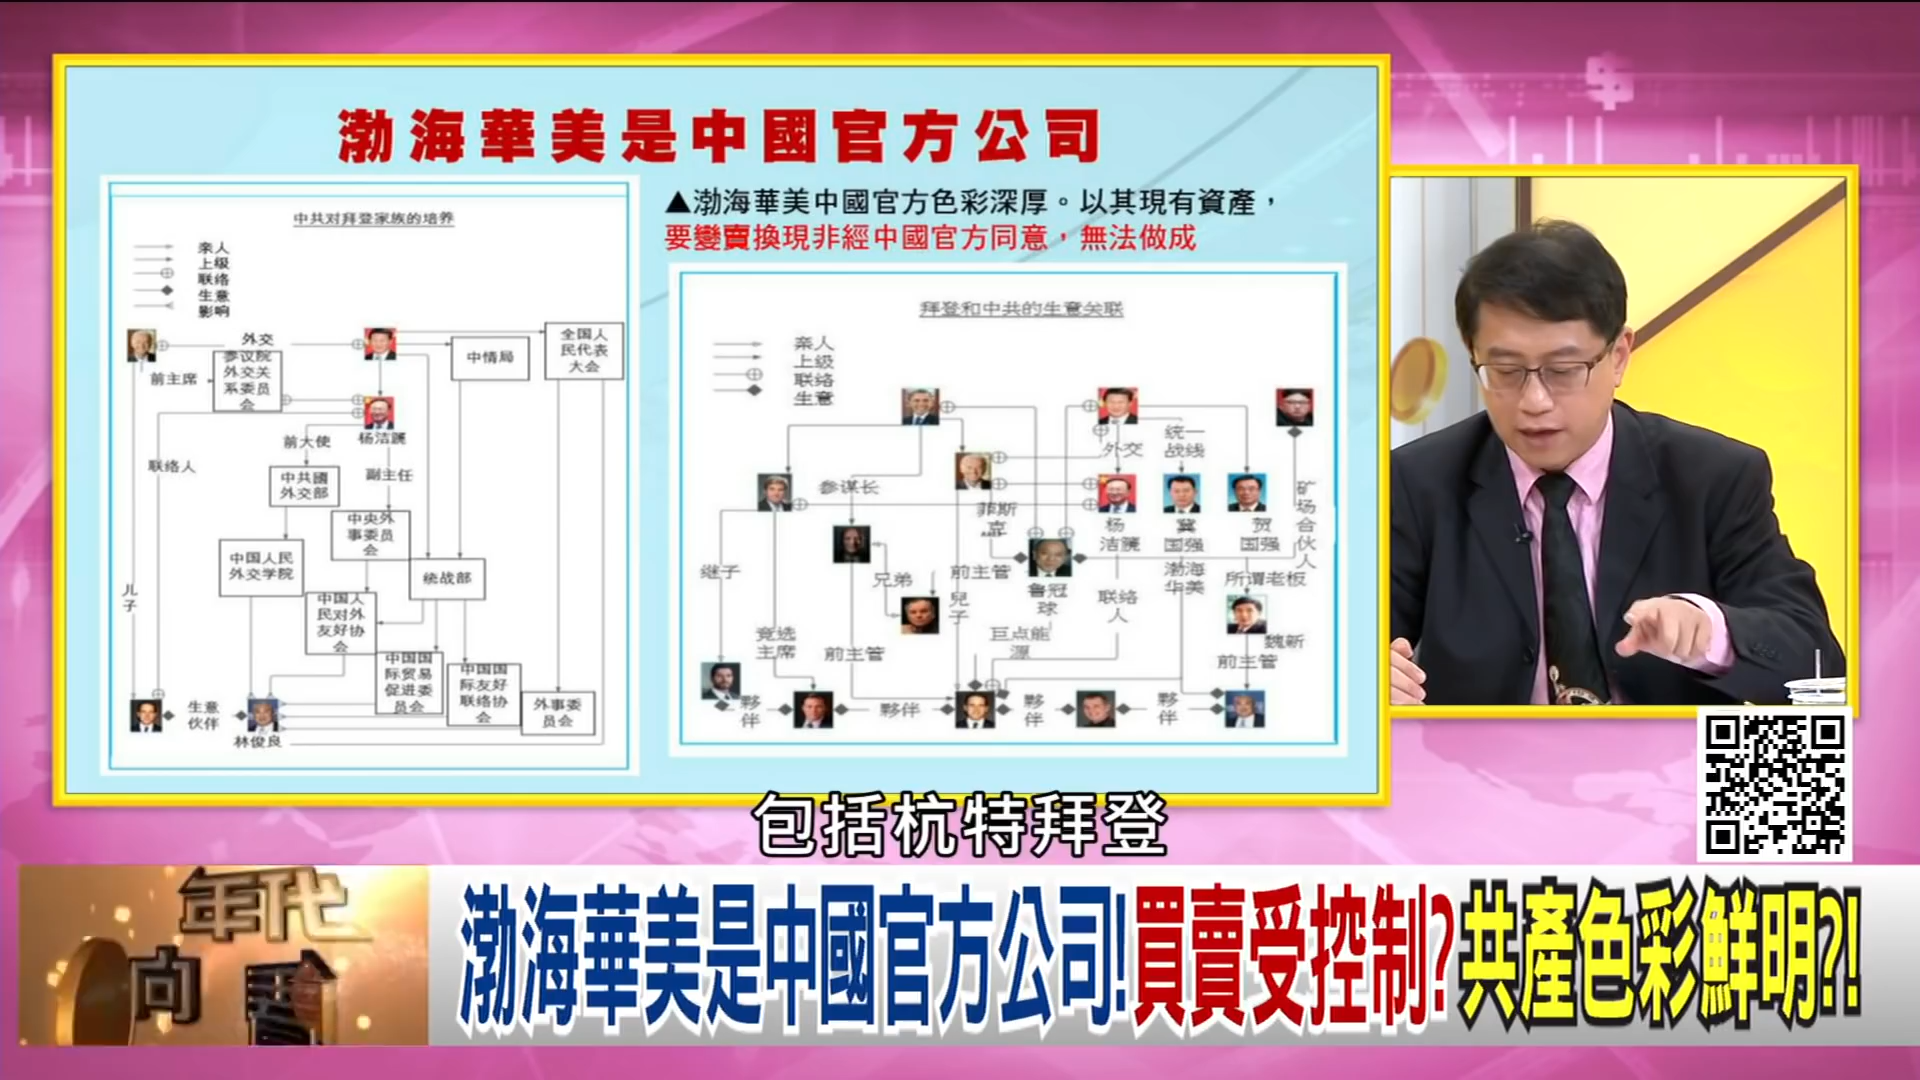 渤海華美是中國官方公司
▲渤海華美中國官方色彩深厚。以其現有資產，
要變賣換現非經中國官方同意，無法做成
中共对拜登家族的培养
亲人
上级
联络
生意
影响
外交
前主席
参议院
外交关
系委员
会
中情局
全国人
民代表
大会
杨洁篪
前大使
副主任
联络人
中共國
外交部
中央外
事委员
会
中国人民
外交学院
统战部
儿
子
中国人
民对外
友好协
会
中国国
际贸易
促进委
员会
中国国
际友好
联络协
会
外事委
员会
生意
伙伴
林俊良
拜登和中共的生意关联
亲人
上级
联络
生意
外交
統一
战线
参谋长
菲斯
克
杨
洁篪
冀
国强
贺
国强
矿
场
合
伙
人
渤海
华美
继子
兄弟
前主管
兒
子
鲁冠
球
联络
人
所谓老板
竞选
主席
前主管
巨点能
源
魏新
前主管
夥
伴
夥伴
夥
伴
夥
伴
包括杭特拜登
年代
向錢
渤海華美是中國官方公司!買賣受控制?共產色彩鮮明?!